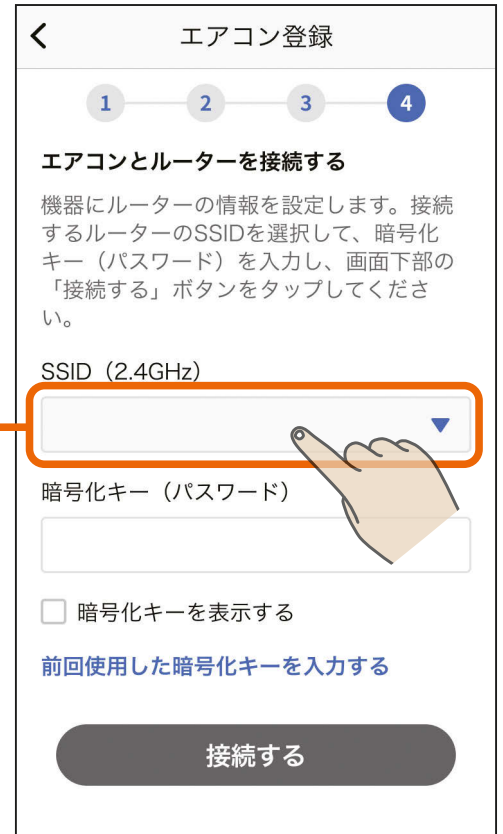 エアコン登録
1 2 3 4
エアコンとルーターを接続する
機器にルーターの情報を設定します。接続
するルーターのSSIDを選択して、暗号化
キー（パスワード）を入力し、画面下部の
「接続する」ボタンをタップしてくださ
い。
SSID（2.4GHz）
暗号化キー（パスワード）
暗号化キーを表示する
前回使用した暗号化キーを入力する
接続する